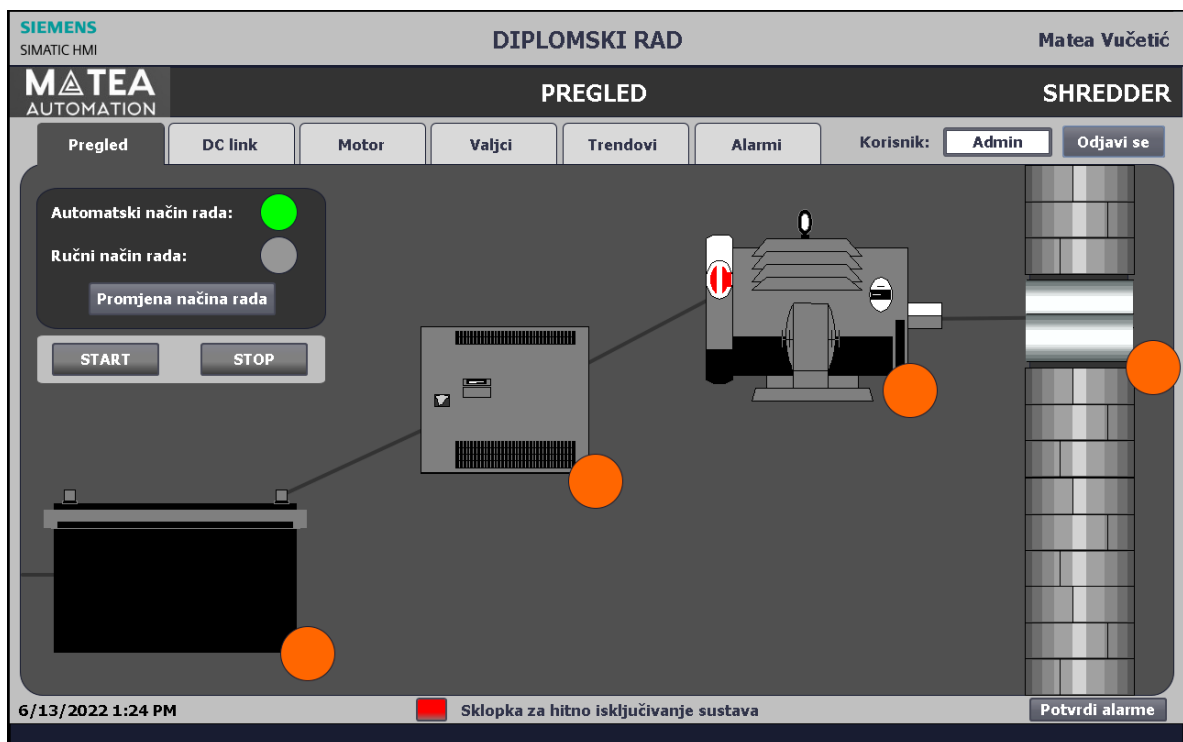 SIEMENS
SIMATIC HMI
DIPLOMSKI RAD
Matea Vučetić
MATEA
AUTOMATION
PREGLED
SHREDDER
Pregled
DC link
Motor
Valjci
Trendovi
Alarmi
Korisnik:
Admin
Odjavi se
Automatski način rada:
Ručni način rada:
Promjena načina rada
START
STOP
6/13/2022 1:24 PM
Sklopka za hitno isključivanje sustava
Potvrdi alarme